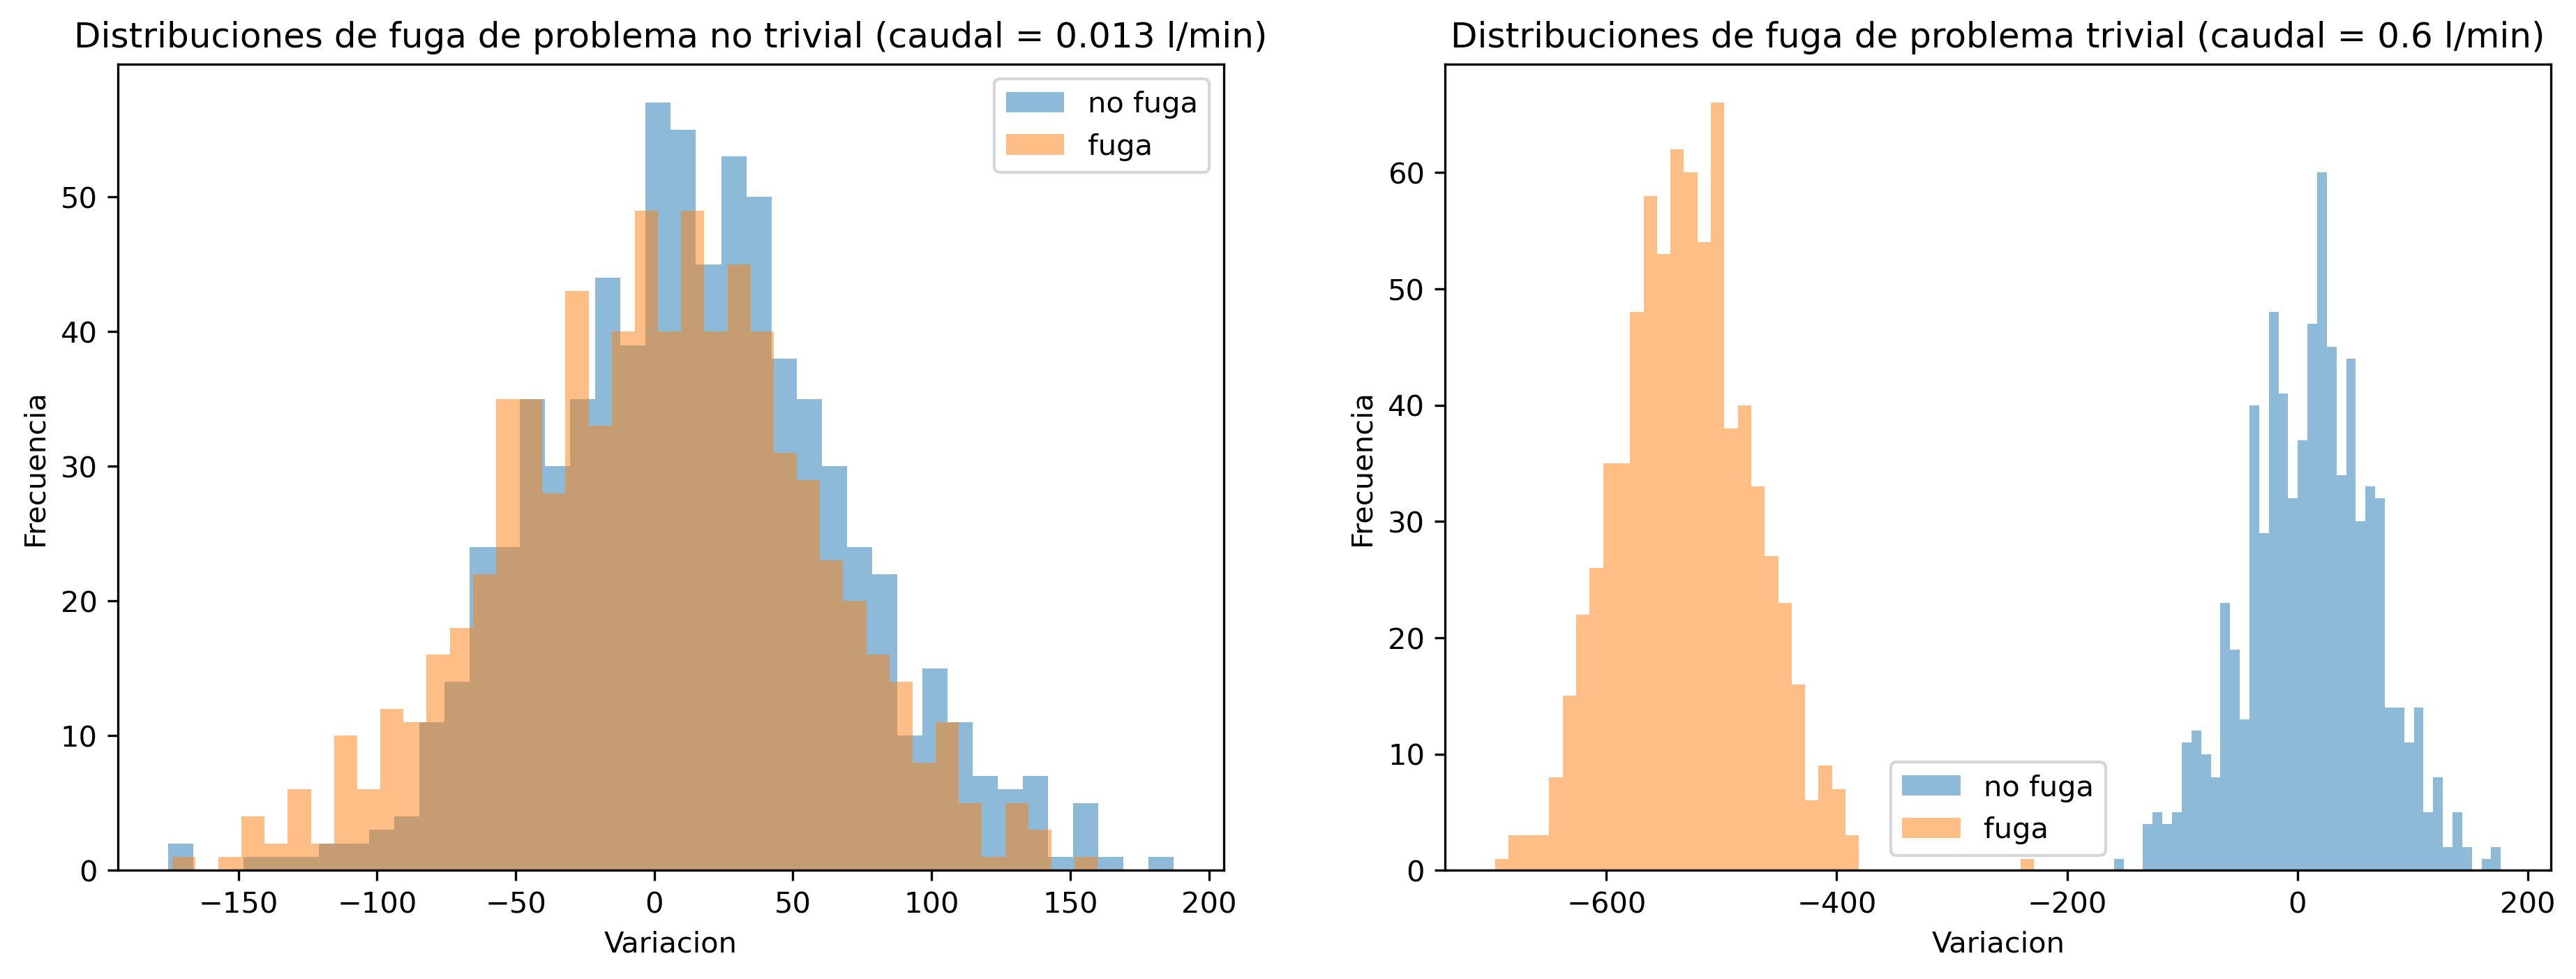 Distribuciones de fuga de problema no trivial (caudal = 0.013 l/min)
no fuga
fuga
Frecuencia
50
40
30
20
10
0
−150 −100 −50 0 50 100 150 200
Variacion
Distribuciones de fuga de problema trivial (caudal = 0.6 l/min)
Frecuencia
60
50
40
30
20
10
0
no fuga
fuga
−600 −400 −200 0 200
Variacion